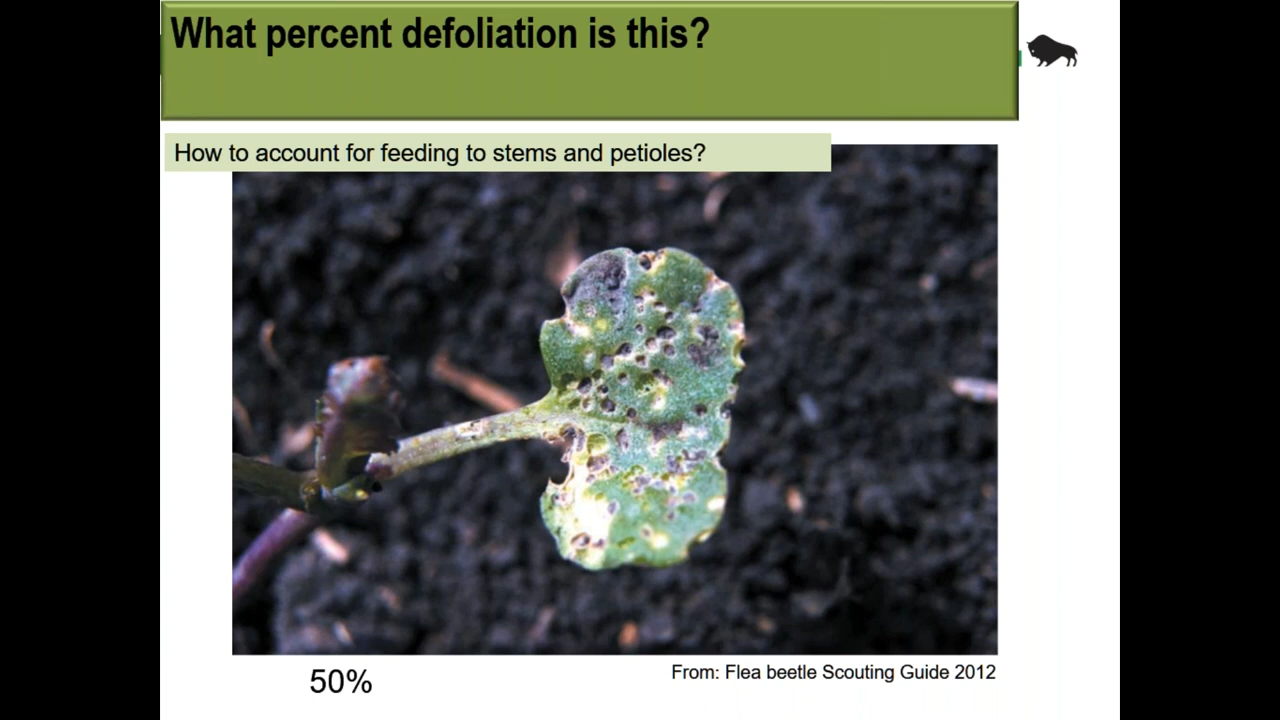 What percent defoliation is this?
How to account for feeding to stems and petioles?
50%
From: Flea beetle Scouting Guide 2012